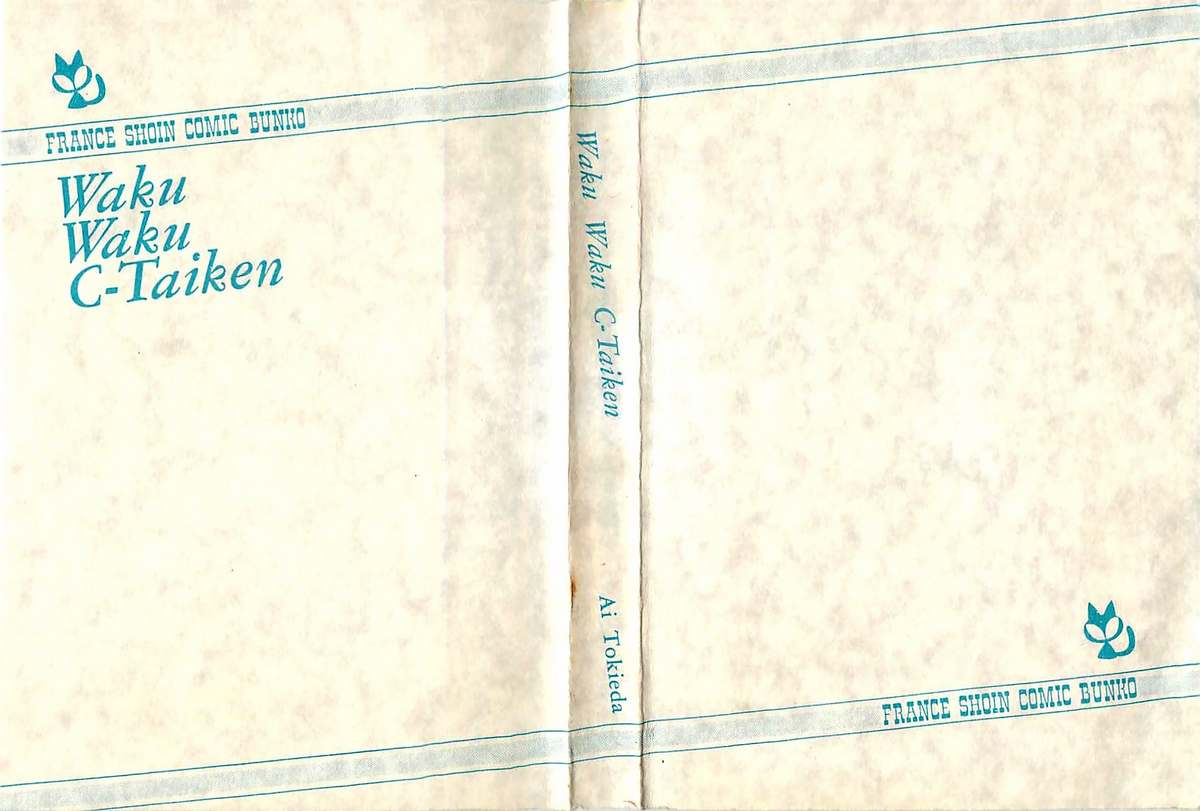 FRANCE SHOIN COMIC BUNKO
Waku
Waku
C-Taiken
Waku Waku C-Taiken
Ai Tokieda
FRANCE SHOIN COMIC BUNKO